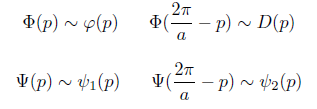 Φ(p) ∼ φ(p) Φ(2π/a − p) ∼ D(p)
Ψ(p) ∼ ψ₁(p) Ψ(2π/a − p) ∼ ψ₂(p)